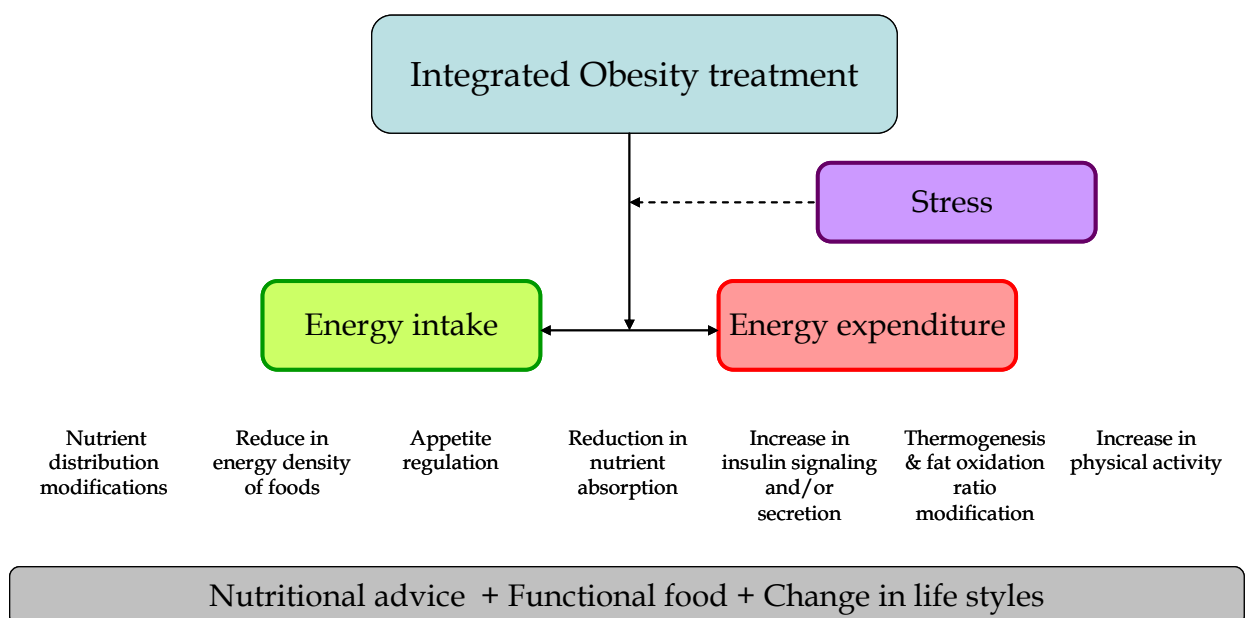 Integrated Obesity treatment
Stress
Energy intake
Energy expenditure
Nutrient
distribution
modifications
Reduce in
energy density
of foods
Appetite
regulation
Reduction in
nutrient
absorption
Increase in
insulin signaling
and/or
secretion
Thermogenesis
& fat oxidation
ratio
modification
Increase in
physical activity
Nutritional advice + Functional food + Change in life styles